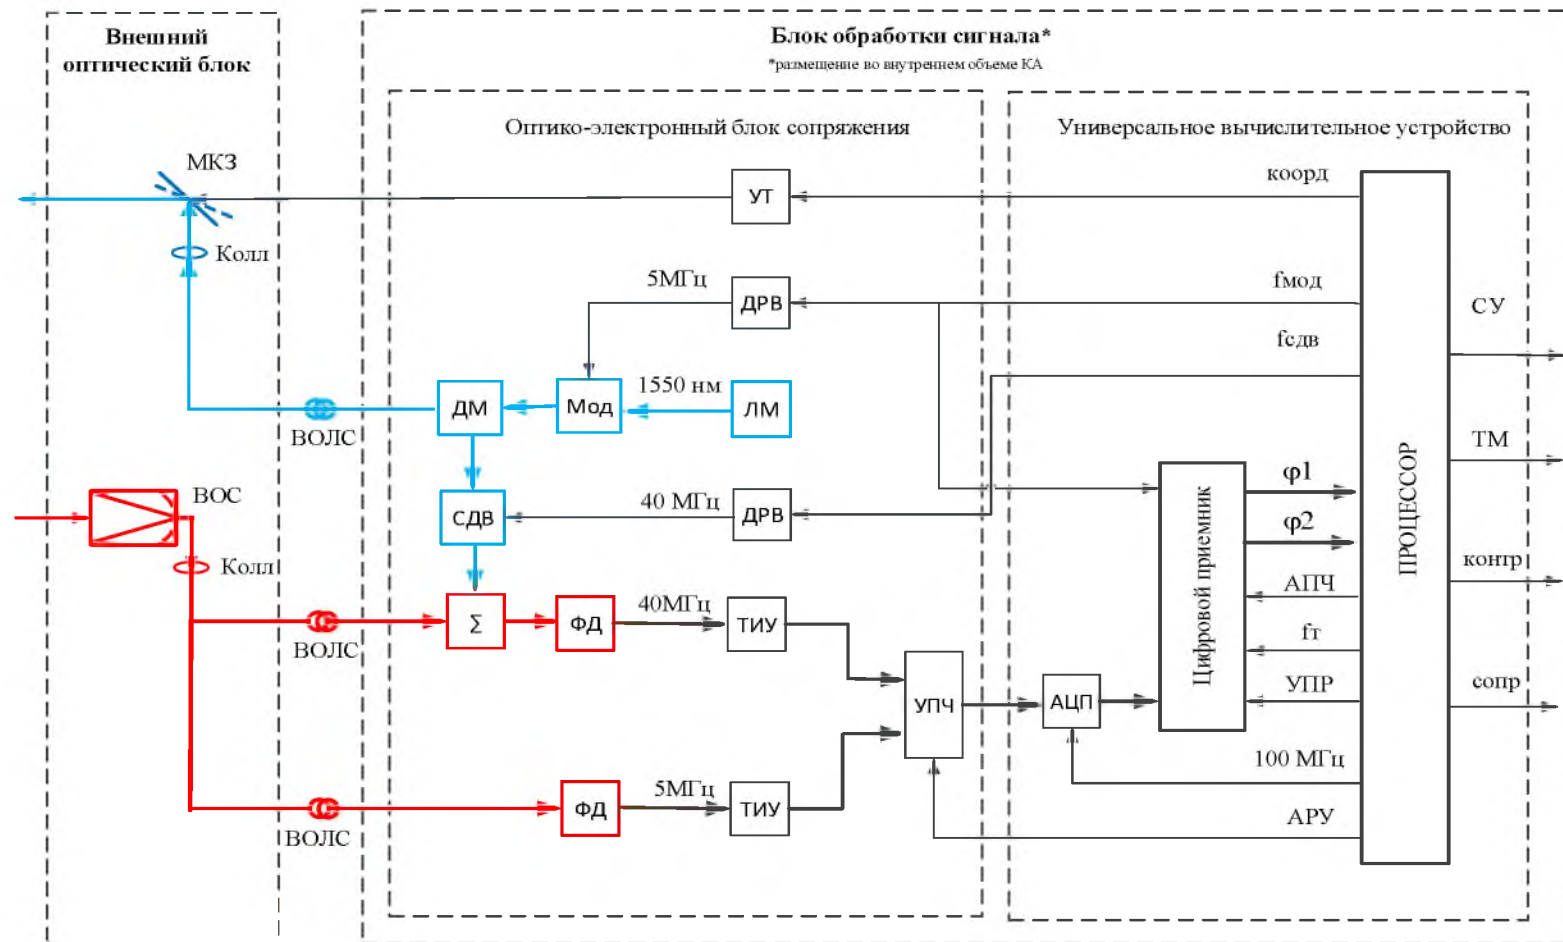 Внешний
оптический блок
Блок обработки сигнала*
*размещение во внутреннем объеме КА
Оптико-электронный блок сопряжения
Универсальное вычислительное устройство
МКЗ
УТ
коорд
Колл
5МГц
ДРВ
fмод
СУ
fсдв
1550 нм
ДМ
Мод
ЛМ
ВОЛС
ТМ
ПРОЦЕССОР
ВОС
СДВ
40 МГц
ДРВ
Цифровой приемник
φ1
φ2
Колл
контр
АПЧ
Σ
ФД
40МГц
ТИУ
fт
ВОЛС
УПЧ
АЦП
УПР
сопр
100 МГц
ФД
5МГц
ТИУ
АРУ
ВОЛС